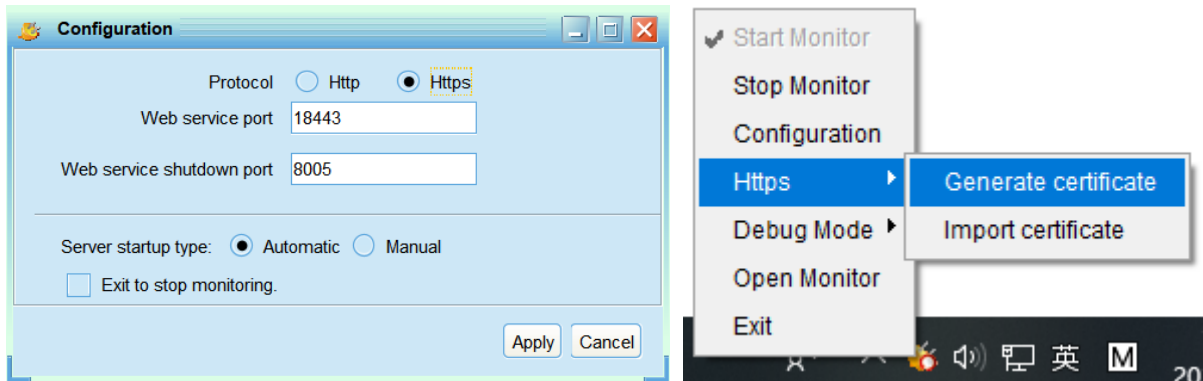 Configuration
Protocol Http Https
Web service port 18443
Web service shutdown port 8005
Server startup type: Automatic Manual
Exit to stop monitoring.
Apply Cancel
Start Monitor
Stop Monitor
Configuration
Https
Generate certificate
Debug Mode
Import certificate
Open Monitor
Exit
英 M
20